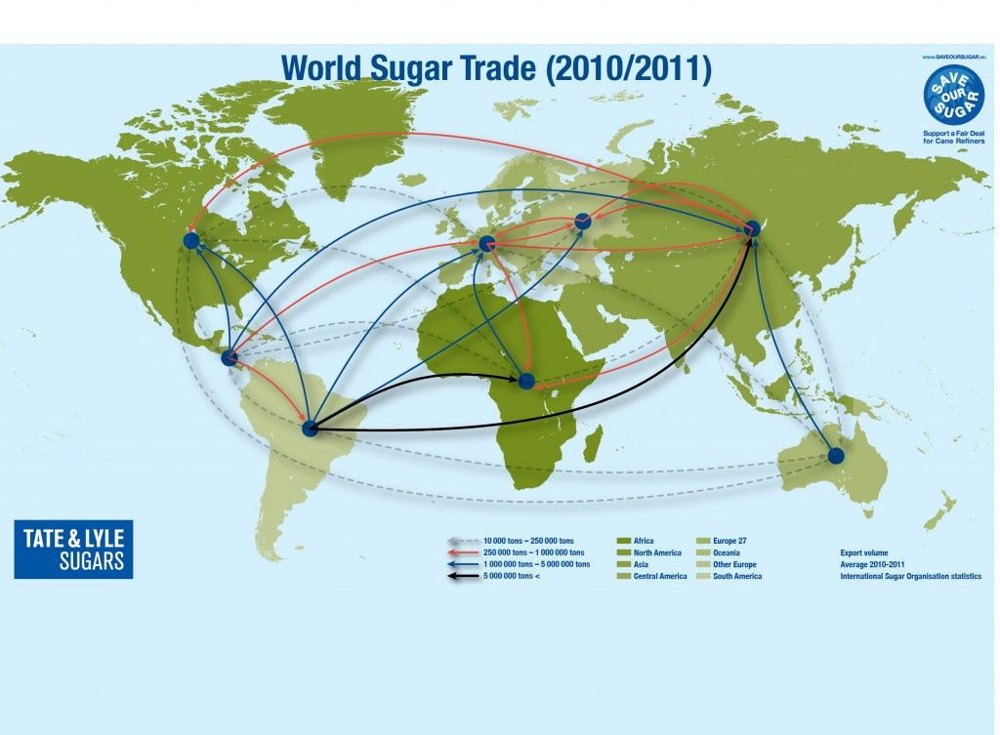 World Sugar Trade (2010/2011)
www.SAVEOURSUGAR.eu
SAVE
OUR
SUGAR
Support a Fair Deal
for Cane Refiners
TATE & LYLE
SUGARS
10 000 tons – 250 000 tons
250 000 tons – 1 000 000 tons
1 000 000 tons – 5 000 000 tons
5 000 000 tons <
Africa
North America
Asia
Central America
Europe 27
Oceania
Other Europe
South America
Export volume
Average 2010-2011
International Sugar Organisation statistics